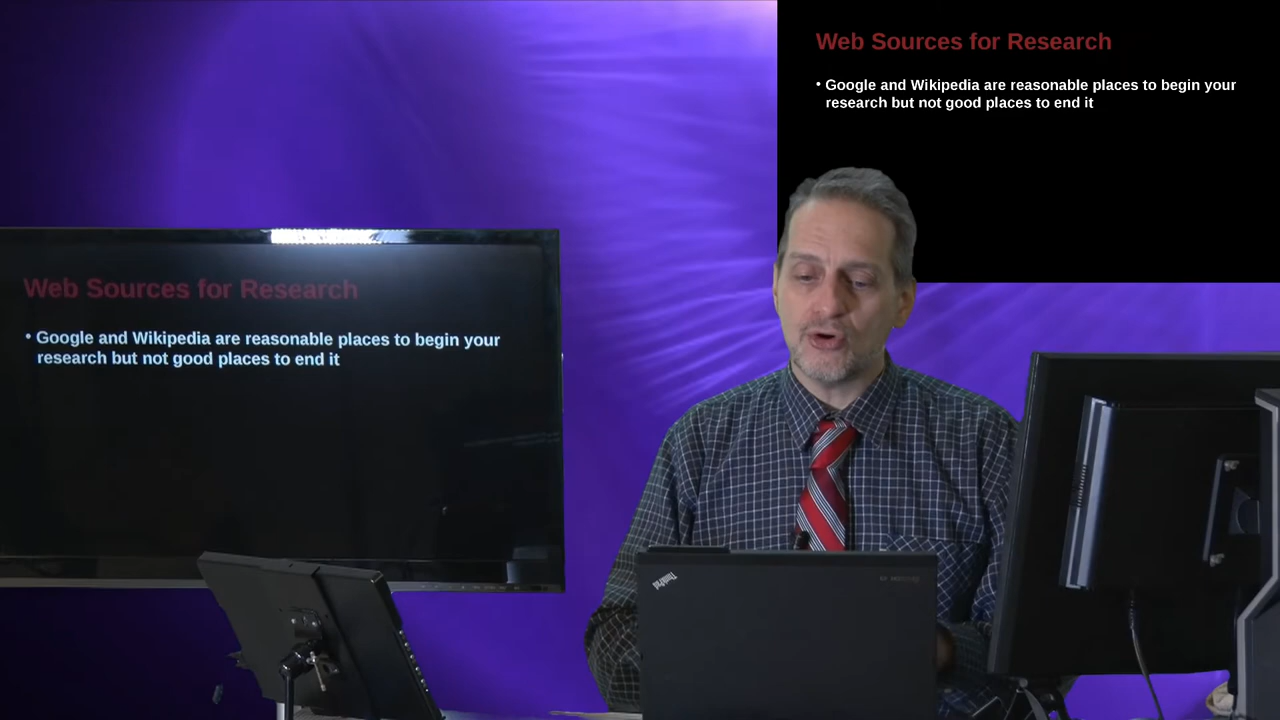 Web Sources for Research
• Google and Wikipedia are reasonable places to begin your
research but not good places to end it
Web Sources for Research
• Google and Wikipedia are reasonable places to begin your
research but not good places to end it
ThinkPad